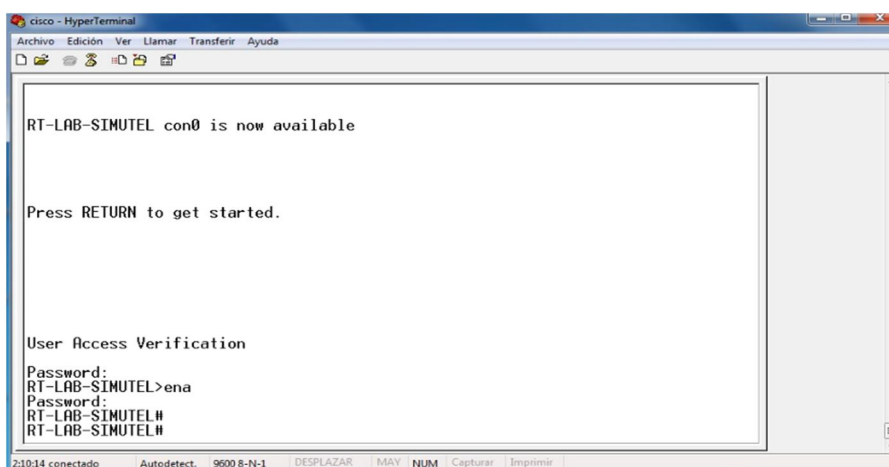 cisco - HyperTerminal
Archivo Edición Ver Llamar Transferir Ayuda
RT-LAB-SIMUTEL con0 is now available
Press RETURN to get started.
User Access Verification
Password:
RT-LAB-SIMUTEL>ena
Password:
RT-LAB-SIMUTEL#
RT-LAB-SIMUTEL#
2:10:14 conectado Autodetect. 9600 8-N-1 DESPLAZAR MAY NUM Capturar Imprimir